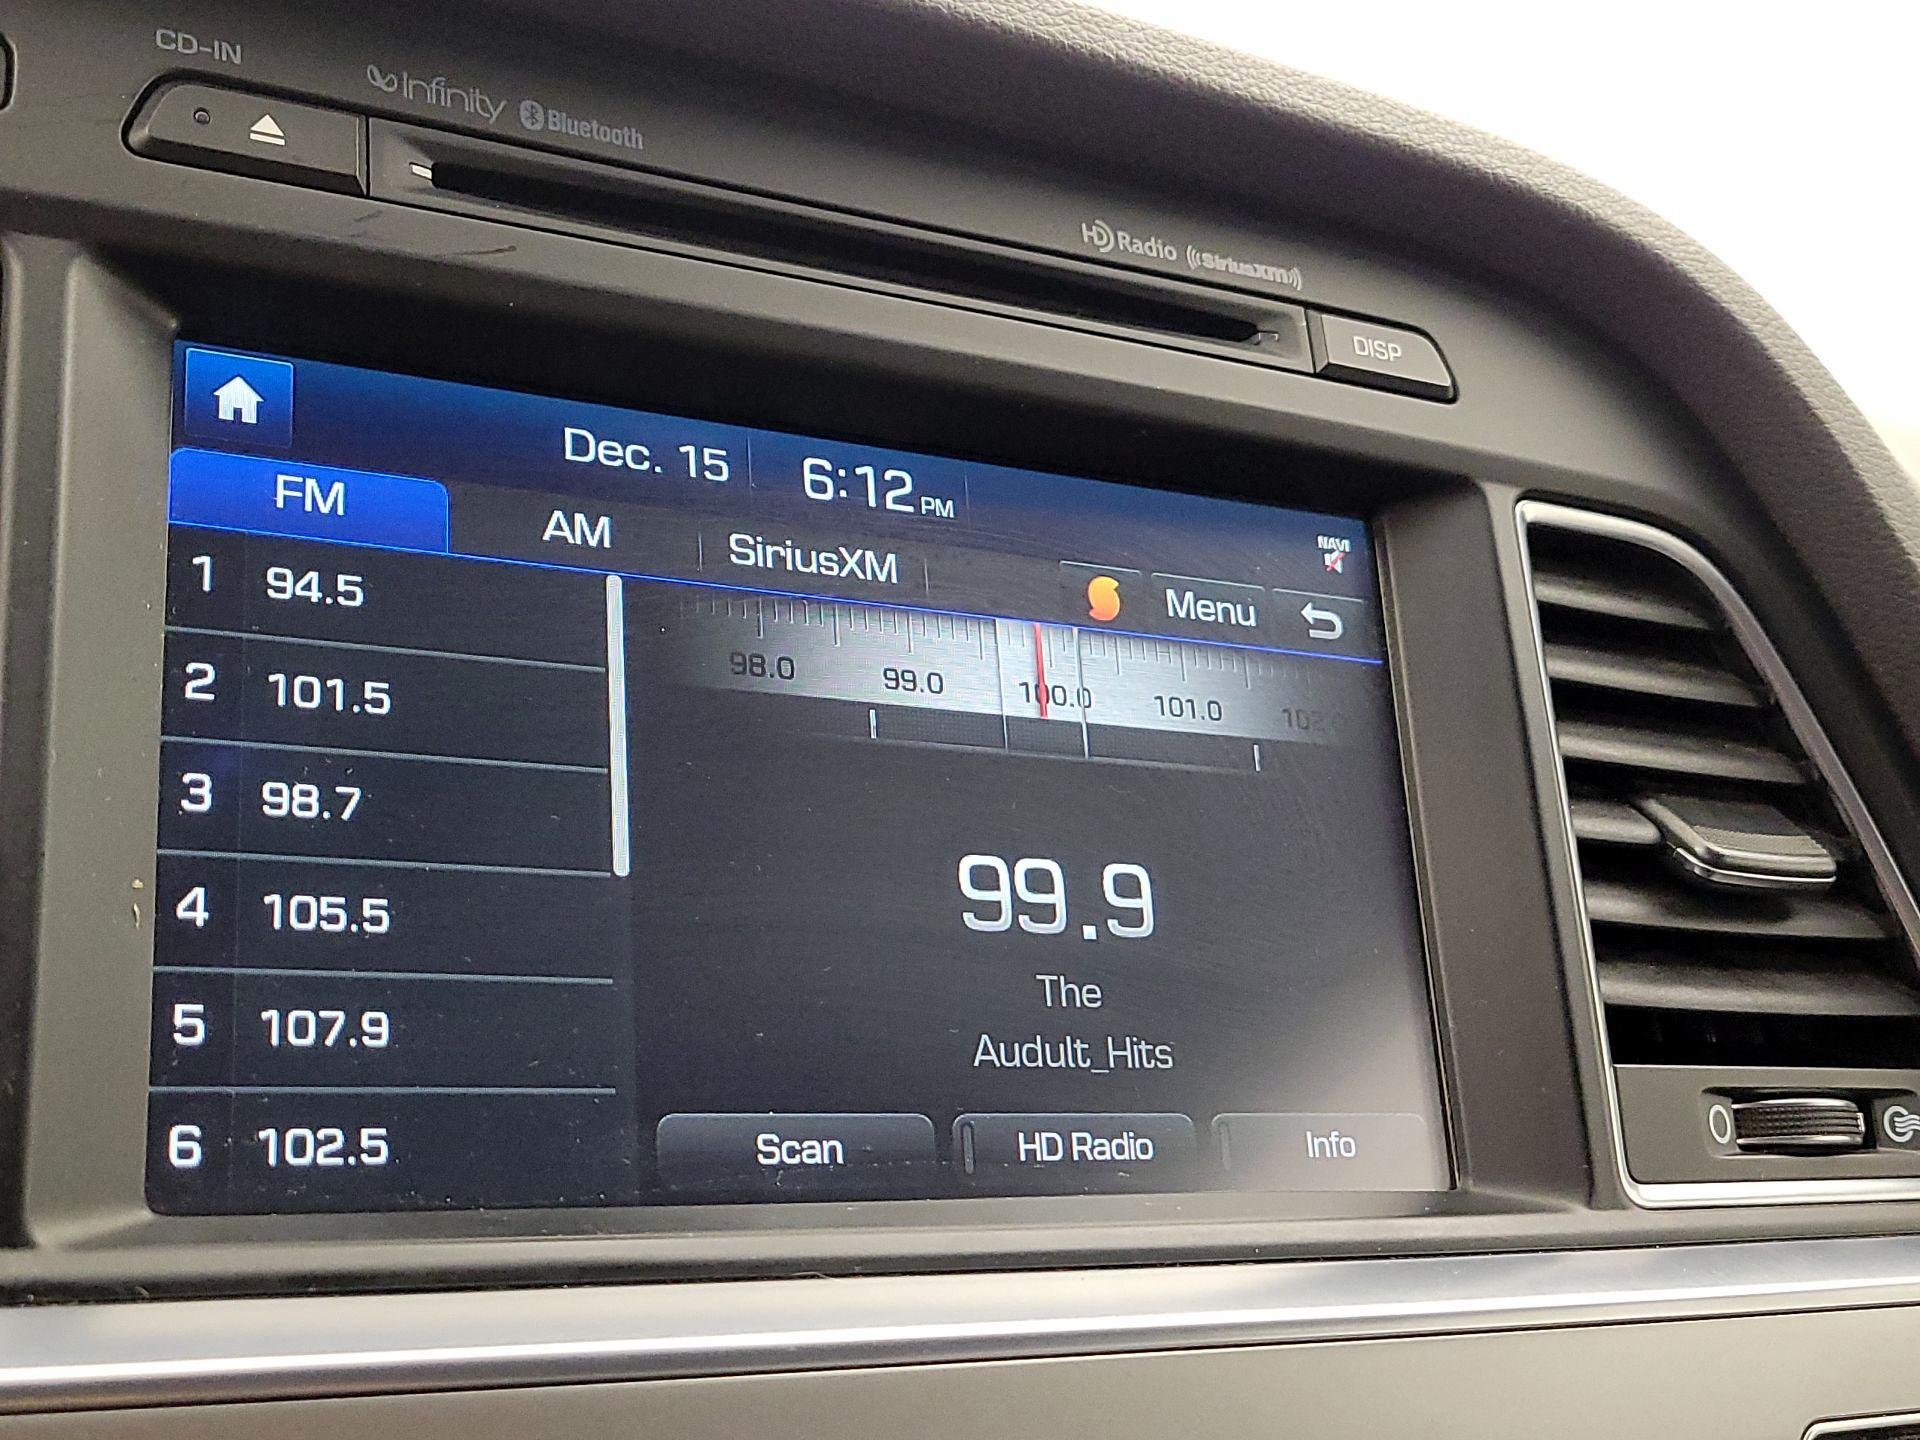 CD-IN
Infinity Bluetooth
HD Radio ((SiriusXM))
DISP
Dec. 15 6:12 PM
NAVI
FM AM SiriusXM
Menu
98.0 99.0 100.0 101.0
1 94.5
2 101.5
3 98.7
4 105.5
5 107.9
6 102.5
99.9
The
Audult_Hits
Scan HD Radio Info